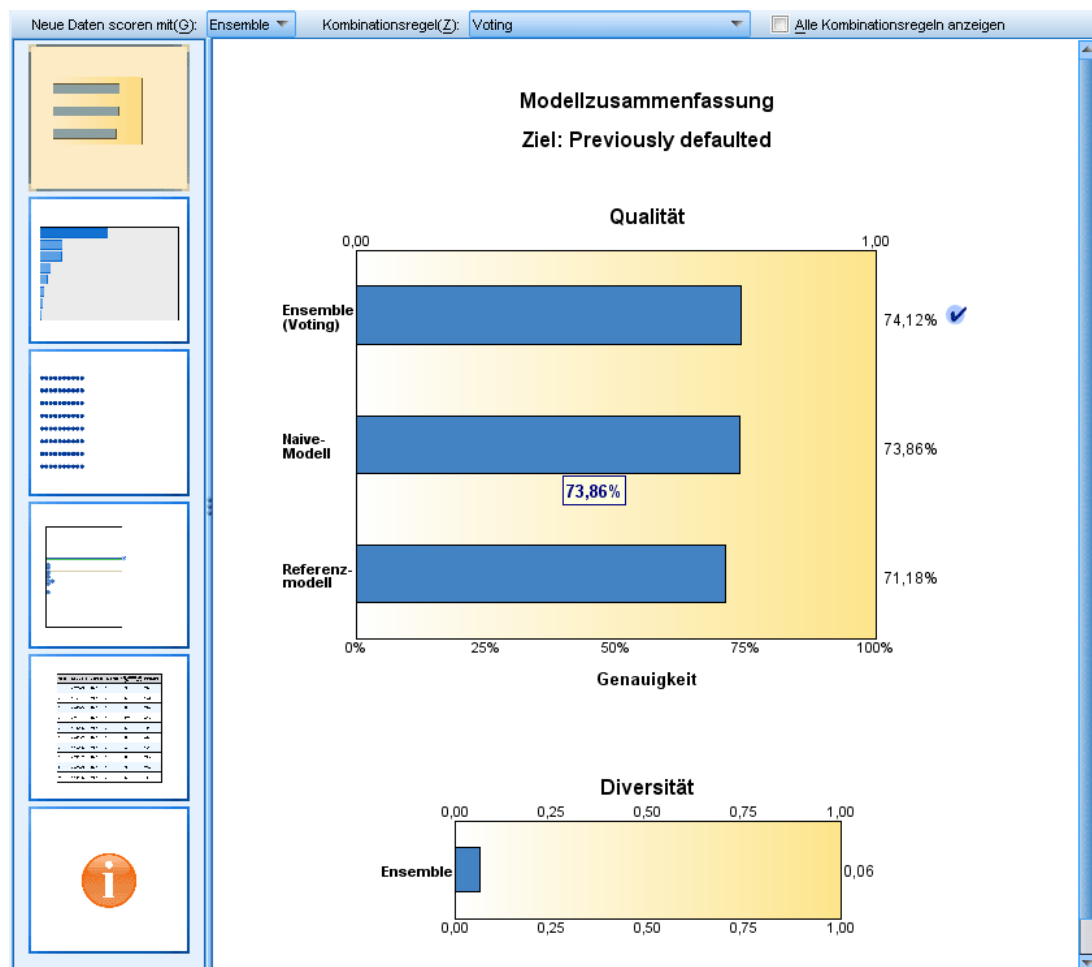 Neue Daten scoren mit(G): Ensemble Kombinationsregel(Z): Voting Alle Kombinationsregeln anzeigen
Modellzusammenfassung
Ziel: Previously defaulted
Qualität
0,00 1,00
Ensemble
(Voting)
74,12%
Naive-
Modell
73,86%
73,86%
Referenz-
modell
71,18%
0% 25% 50% 75% 100%
Genauigkeit
Diversität
0,00 0,25 0,50 0,75 1,00
Ensemble 0,06
0,00 0,25 0,50 0,75 1,00